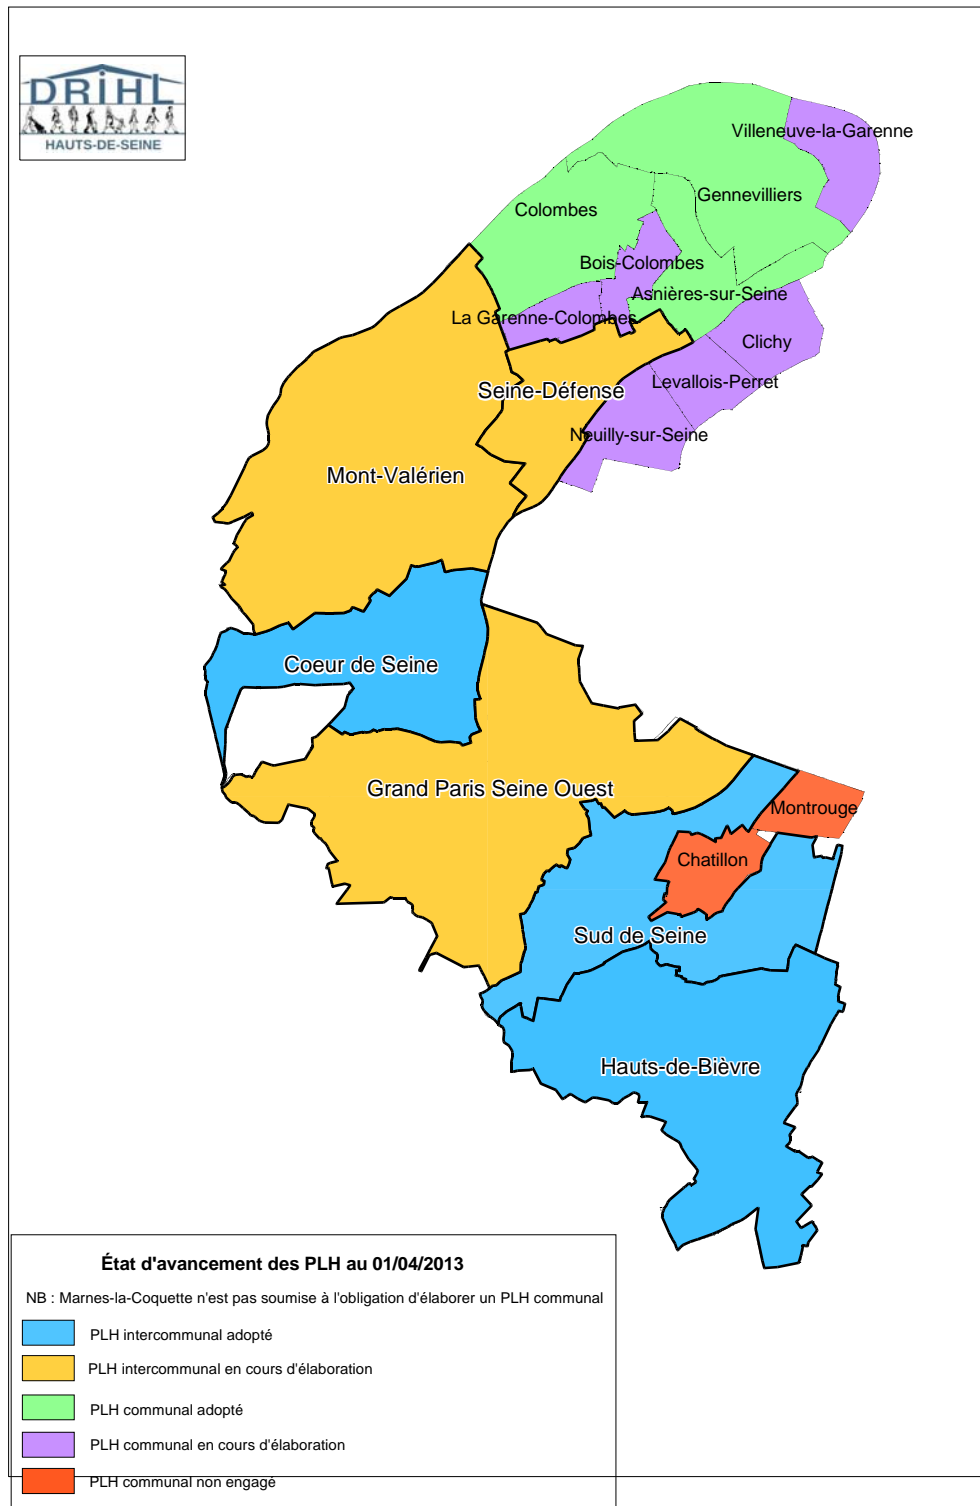 DRiHL
HAUTS-DE-SEINE
Villeneuve-la-Garenne
Gennevilliers
Colombes
Bois-Colombes
Asnières-sur-Seine
La Garenne-Colombes
Clichy
Levallois-Perret
Seine-Défense
Neuilly-sur-Seine
Mont-Valérien
Coeur de Seine
Grand Paris Seine Ouest
Montrouge
Chatillon
Sud de Seine
Hauts-de-Bièvre
État d'avancement des PLH au 01/04/2013
NB : Marnes-la-Coquette n'est pas soumise à l'obligation d'élaborer un PLH communal
PLH intercommunal adopté
PLH intercommunal en cours d'élaboration
PLH communal adopté
PLH communal en cours d'élaboration
PLH communal non engagé